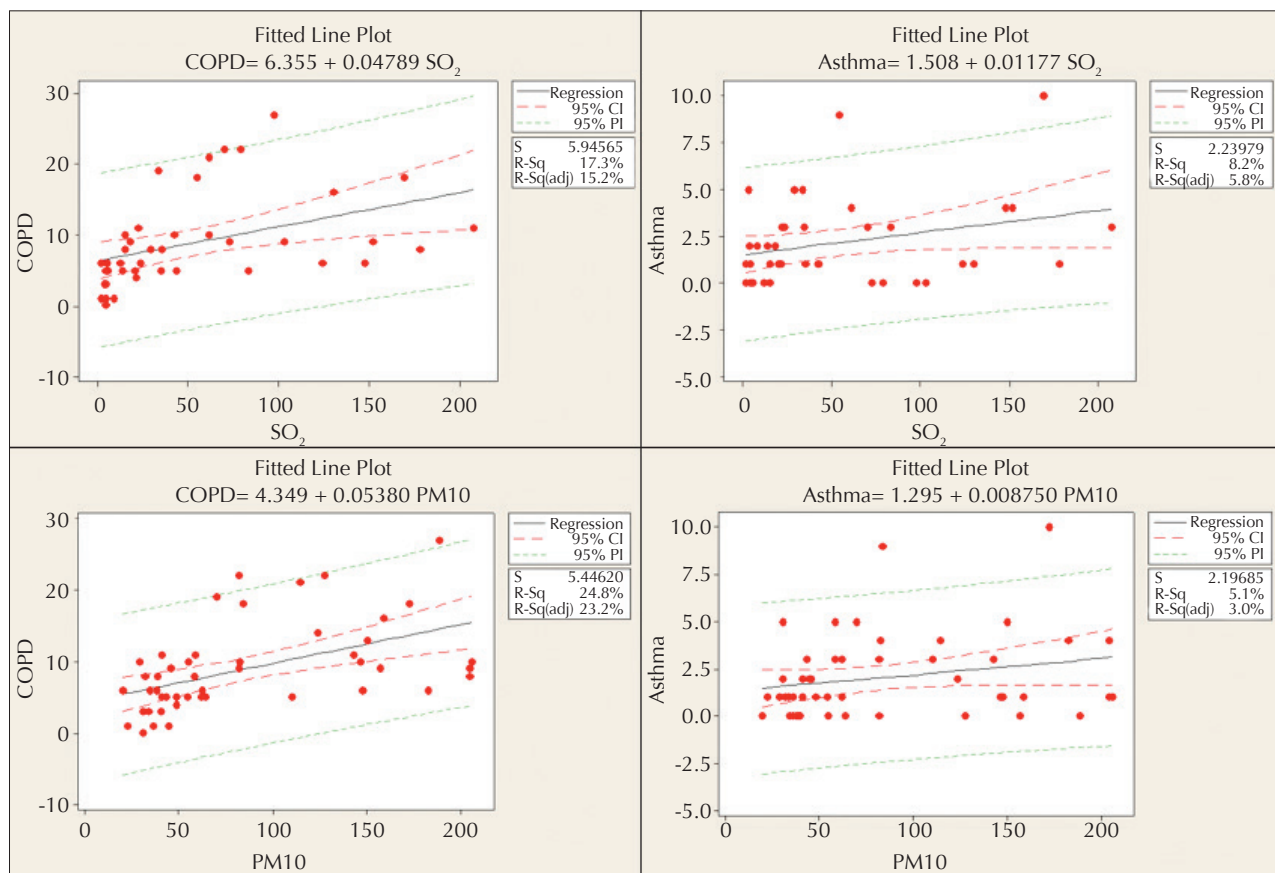 Fitted Line Plot
COPD= 6.355 + 0.04789 SO₂
30
20
10
0
-10
COPD
0 50 100 150 200
SO₂
Regression
95% CI
95% PI
S 5.94565
R-Sq 17.3%
R-Sq(adj) 15.2%
Fitted Line Plot
Asthma= 1.508 + 0.01177 SO₂
10.0
7.5
5.0
2.5
0.0
-2.5
-5.0
Asthma
0 50 100 150 200
SO₂
Regression
95% CI
95% PI
S 2.23979
R-Sq 8.2%
R-Sq(adj) 5.8%
Fitted Line Plot
COPD= 4.349 + 0.05380 PM10
30
20
10
0
-10
COPD
0 50 100 150 200
PM10
Regression
95% CI
95% PI
S 5.44620
R-Sq 24.8%
R-Sq(adj) 23.2%
Fitted Line Plot
Asthma= 1.295 + 0.008750 PM10
10.0
7.5
5.0
2.5
0.0
-2.5
-5.0
Asthma
0 50 100 150 200
PM10
Regression
95% CI
95% PI
S 2.19685
R-Sq 5.1%
R-Sq(adj) 3.0%